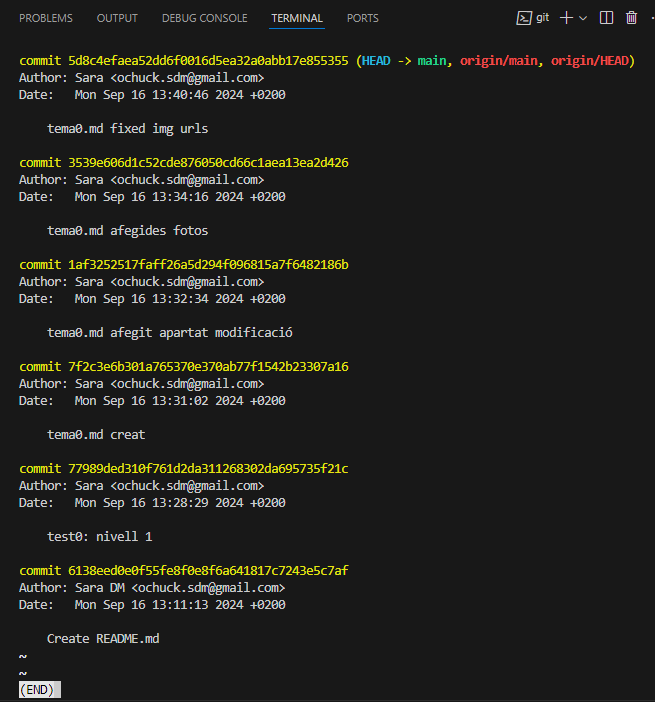 PROBLEMS OUTPUT DEBUG CONSOLE TERMINAL PORTS git
commit 5d8c4efaea52dd6f0016d5ea32a0abb17e855355 (HEAD -> main, origin/main, origin/HEAD)
Author: Sara <ochuck.sdm@gmail.com>
Date:   Mon Sep 16 13:40:46 2024 +0200
    tema0.md fixed img urls
commit 3539e606d1c52cde876050cd66c1aea13ea2d426
Author: Sara <ochuck.sdm@gmail.com>
Date:   Mon Sep 16 13:34:16 2024 +0200
    tema0.md afegides fotos
commit 1af3252517faff26a5d294f096815a7f6482186b
Author: Sara <ochuck.sdm@gmail.com>
Date:   Mon Sep 16 13:32:34 2024 +0200
    tema0.md afegit apartat modificació
commit 7f2c3e6b301a765370e370ab77f1542b23307a16
Author: Sara <ochuck.sdm@gmail.com>
Date:   Mon Sep 16 13:31:02 2024 +0200
    tema0.md creat
commit 77989ded310f761d2da311268302da695735f21c
Author: Sara <ochuck.sdm@gmail.com>
Date:   Mon Sep 16 13:28:29 2024 +0200
    test0: nivell 1
commit 6138eed0e0f55fe8f0e8f6a641817c7243e5c7af
Author: Sara DM <ochuck.sdm@gmail.com>
Date:   Mon Sep 16 13:11:13 2024 +0200
    Create README.md
~
~
(END)